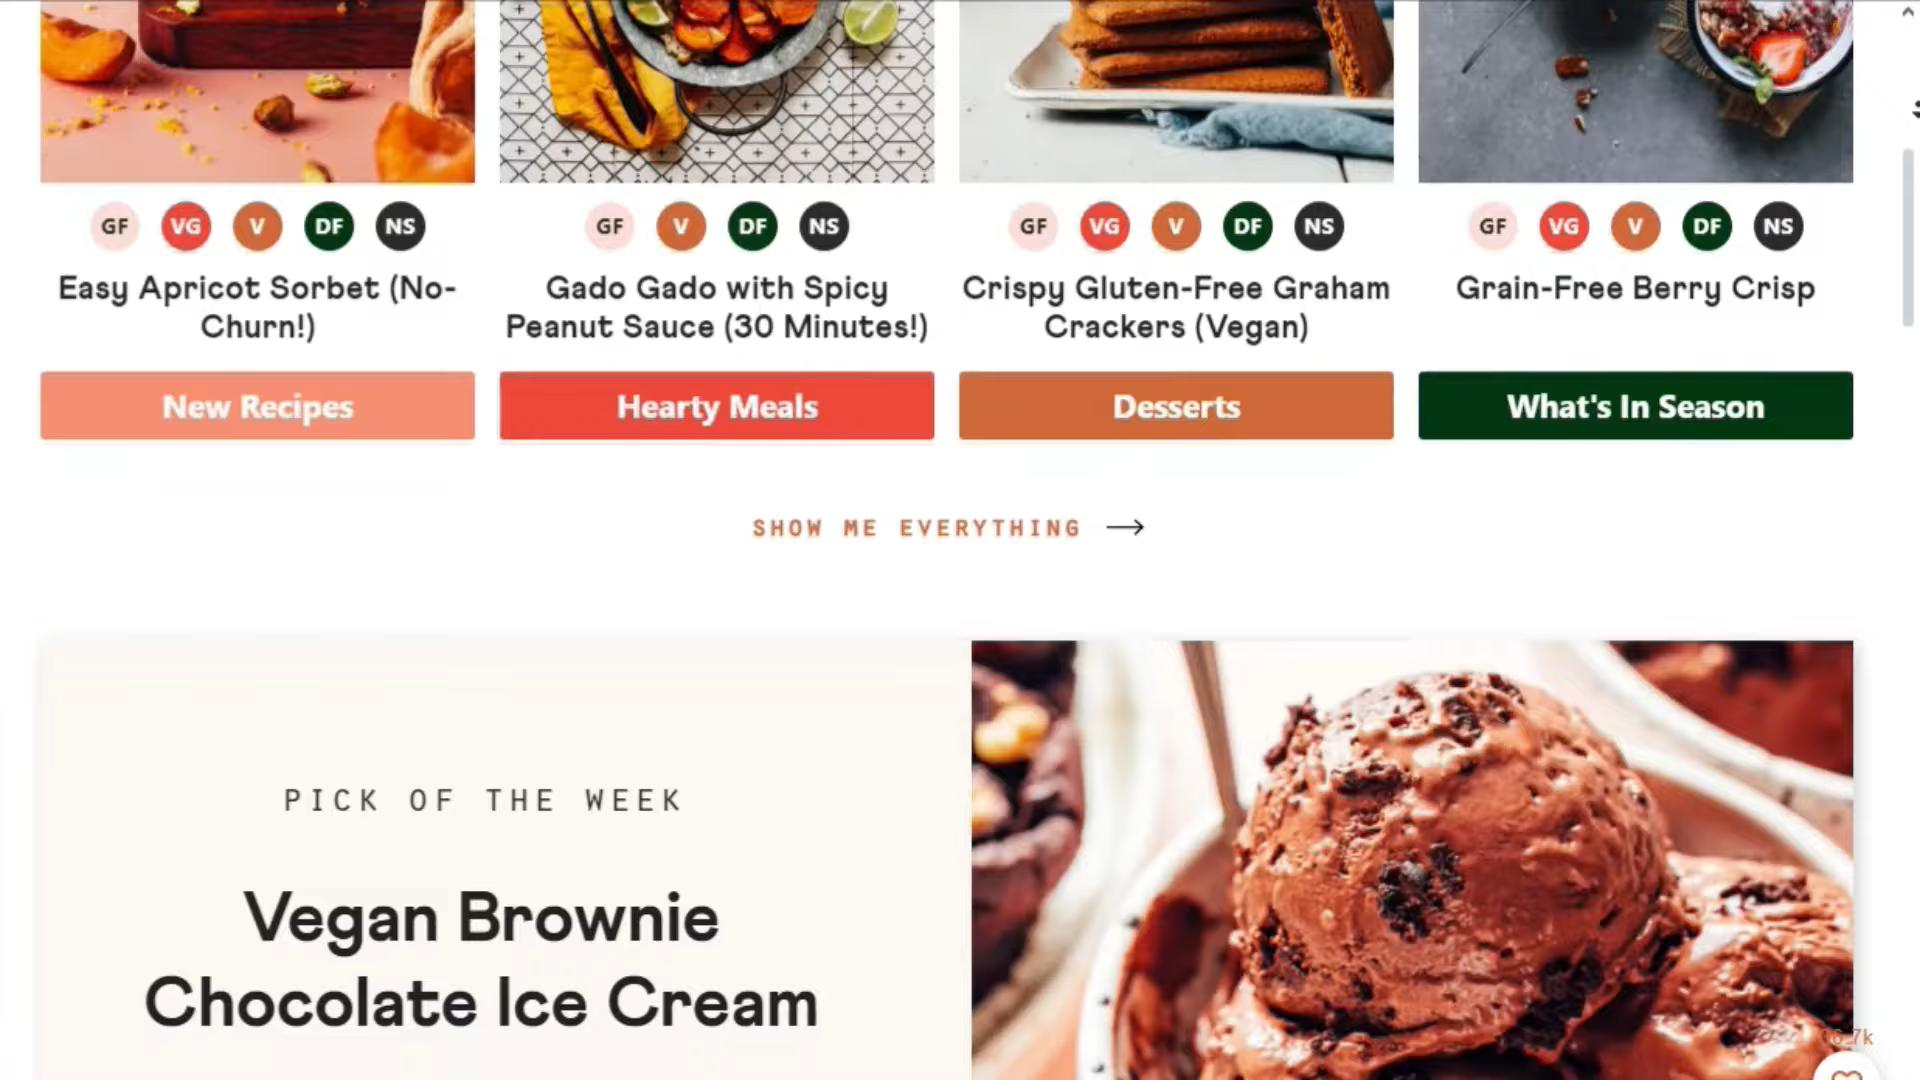 GF VG V DF NS
GF V DF NS
GF VG V DF NS
GF VG V DF NS
Easy Apricot Sorbet (No-
Churn!)
Gado Gado with Spicy
Peanut Sauce (30 Minutes!)
Crispy Gluten-Free Graham
Crackers (Vegan)
Grain-Free Berry Crisp
New Recipes
Hearty Meals
Desserts
What's In Season
SHOW ME EVERYTHING
PICK OF THE WEEK
Vegan Brownie
Chocolate Ice Cream